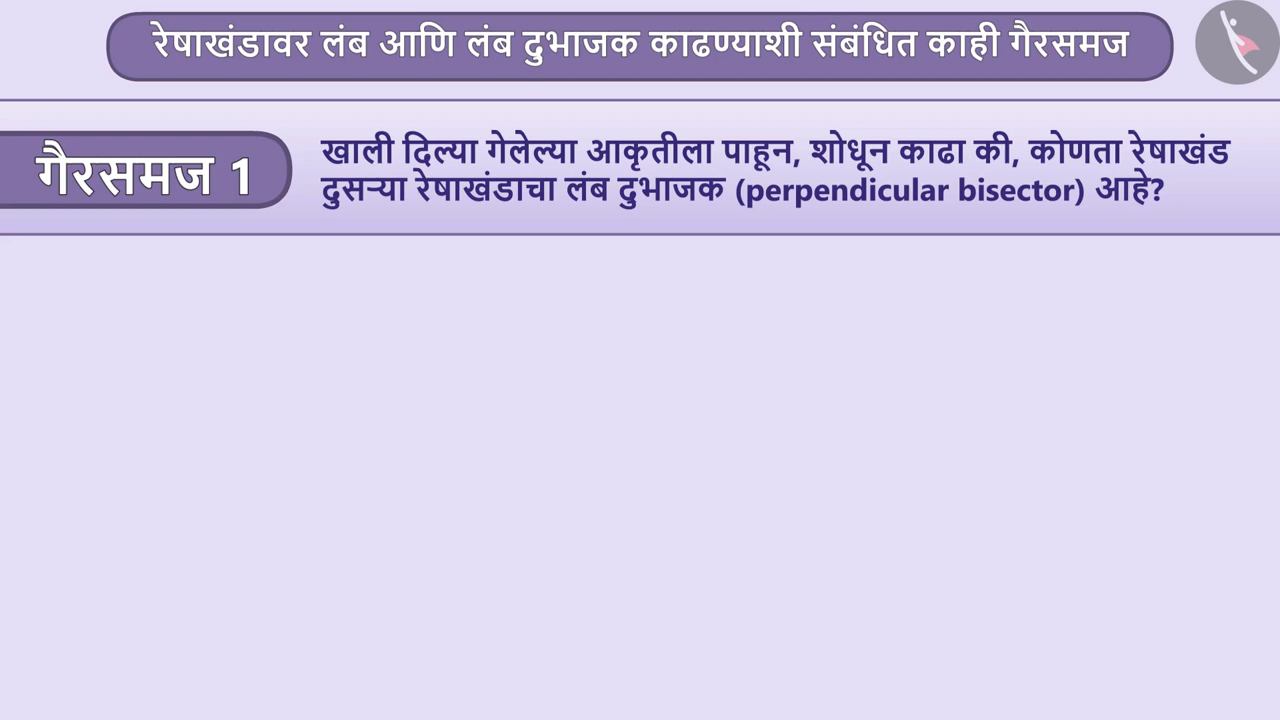 रेषाखंडावर लंब आणि लंब दुभाजक काढण्याशी संबंधित काही गैरसमज
गैरसमज 1
खाली दिल्या गेलेल्या आकृतीला पाहून, शोधून काढा की, कोणता रेषाखंड
दुसऱ्या रेषाखंडाचा लंब दुभाजक (perpendicular bisector) आहे?